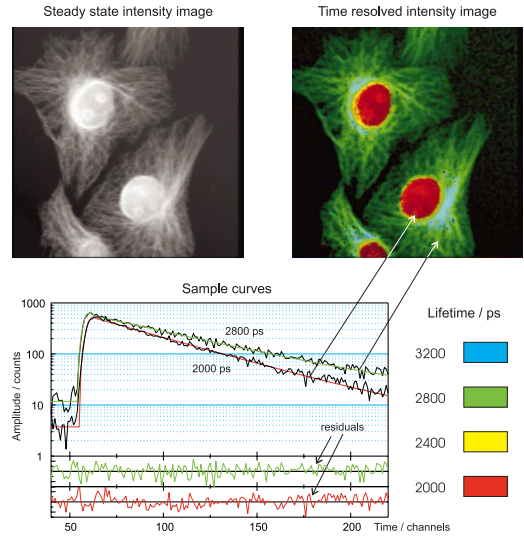 Steady state intensity image
Time resolved intensity image
Sample curves
Amplitude / counts
1000
100
10
1
2800 ps
2000 ps
residuals
50
100
150
200
Time / channels
Lifetime / ps
3200
2800
2400
2000